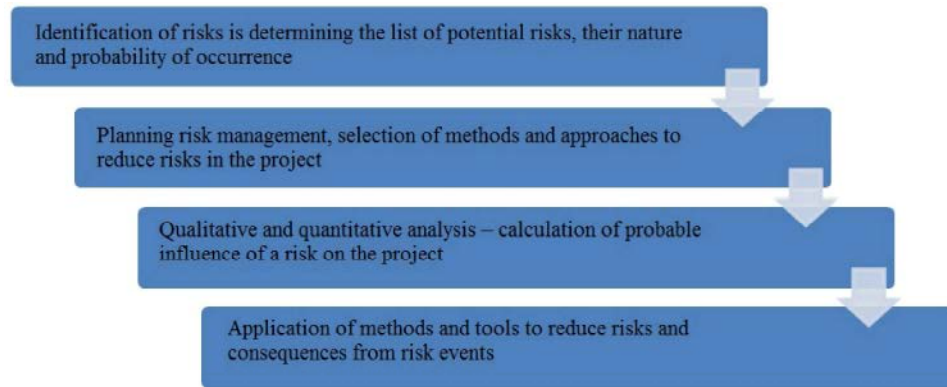 Identification of risks is determining the list of potential risks, their nature
and probability of occurrence
Planning risk management, selection of methods and approaches to
reduce risks in the project
Qualitative and quantitative analysis – calculation of probable
influence of a risk on the project
Application of methods and tools to reduce risks and
consequences from risk events